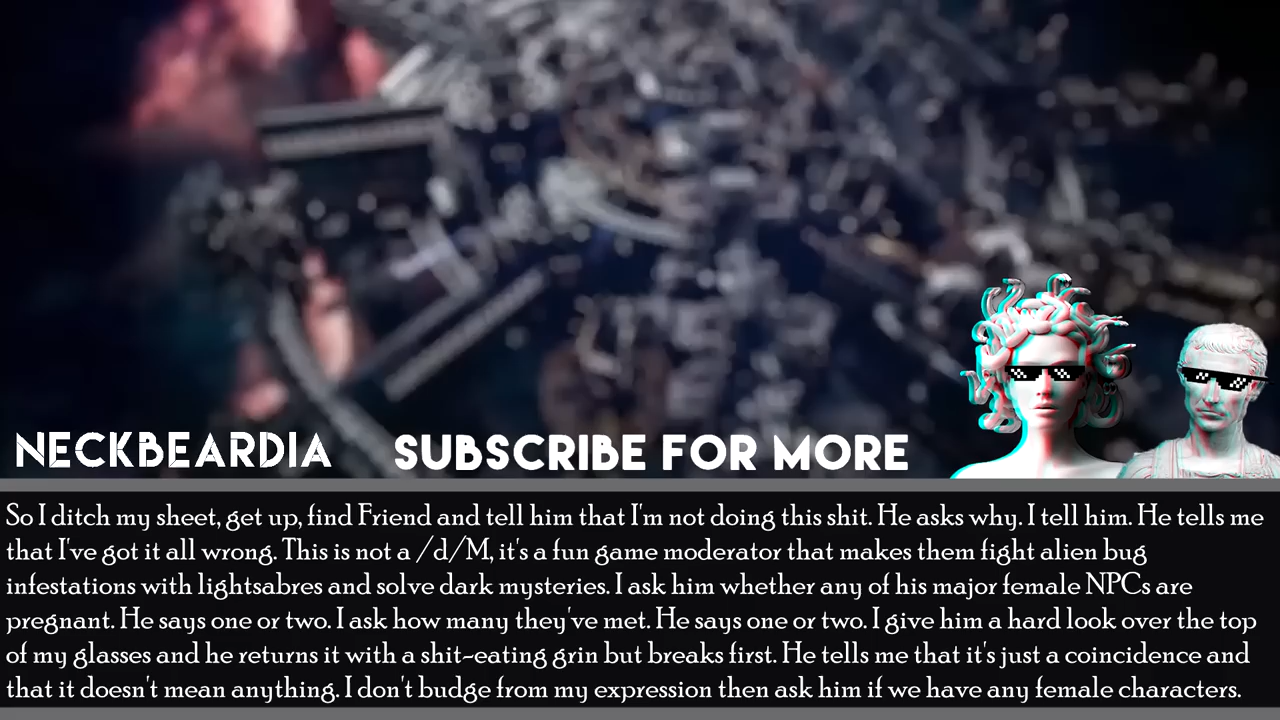 NECKBEARDIA
SUBSCRIBE FOR MORE
So I ditch my sheet, get up, find Friend and tell him that I'm not doing this shit. He asks why. I tell him. He tells me
that I've got it all wrong. This is not a /d/M, it's a fun game moderator that makes them fight alien bug
infestations with lightsabres and solve dark mysteries. I ask him whether any of his major female NPCs are
pregnant. He says one or two. I ask how many they've met. He says one or two. I give him a hard look over the top
of my glasses and he returns it with a shit-eating grin but breaks first. He tells me that it's just a coincidence and
that it doesn't mean anything. I don't budge from my expression then ask him if we have any female characters.